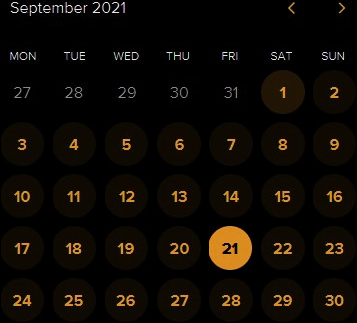 September 2021
MON TUE WED THU FRI SAT SUN
27 28 29 30 31 1 2
3 4 5 6 7 8 9
10 11 12 13 14 15 16
17 18 19 20 21 22 23
24 25 26 27 28 29 30